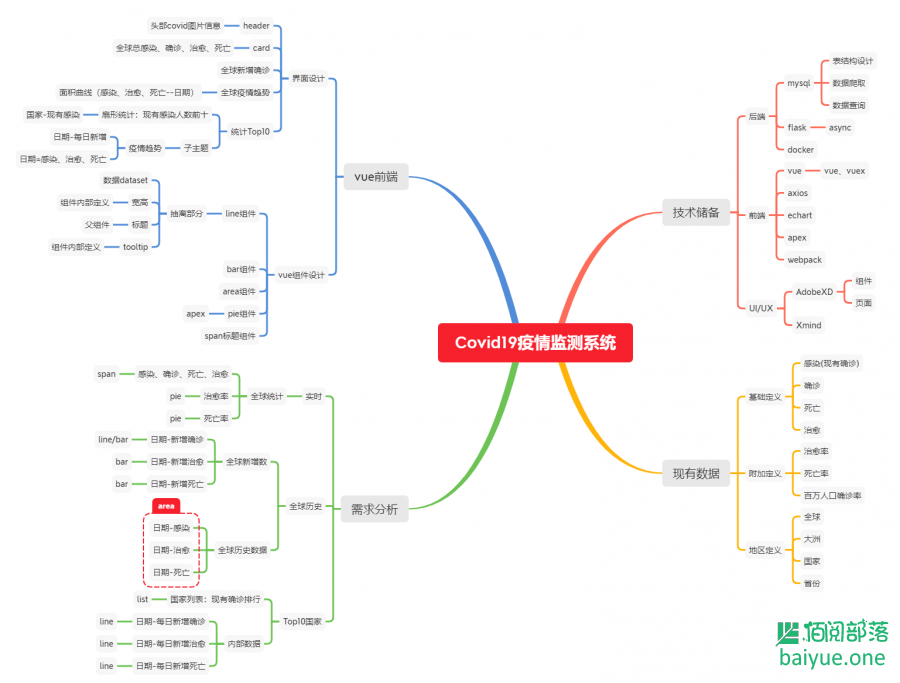 Covid19疫情监测系统
vue前端
界面设计
header
头部covid图片信息
card
全球总感染、确诊、治愈、死亡
全球新增确诊
全球疫情趋势
面积曲线（感染、治愈、死亡--日期）
统计Top10
扇形统计：现有感染人数前十
国家-现有感染
子主题
疫情趋势
日期-每日新增
日期=感染、治愈、死亡
vue组件设计
line组件
抽离部分
数据dataset
宽高
组件内部定义
标题
父组件
tooltip
组件内部定义
bar组件
area组件
pie组件
apex
span标题组件
需求分析
实时
全球统计
感染、确诊、死亡、治愈
span
治愈率
pie
死亡率
pie
全球历史
全球新增数
日期-新增确诊
line/bar
日期-新增治愈
bar
日期-新增死亡
bar
全球历史数据
area
日期-感染
日期-治愈
日期-死亡
Top10国家
国家列表：现有确诊排行
list
内部数据
日期-每日新增确诊
line
日期-每日新增治愈
line
日期-每日新增死亡
line
技术储备
后端
mysql
表结构设计
数据爬取
数据查询
flask
async
docker
前端
vue
vue、vuex
axios
echart
apex
webpack
UI/UX
AdobeXD
组件
页面
Xmind
现有数据
基础定义
感染(现有确诊)
确诊
死亡
治愈
附加定义
治愈率
死亡率
百万人口确诊率
地区定义
全球
大洲
国家
省份
佰阅部落
baiyue.one